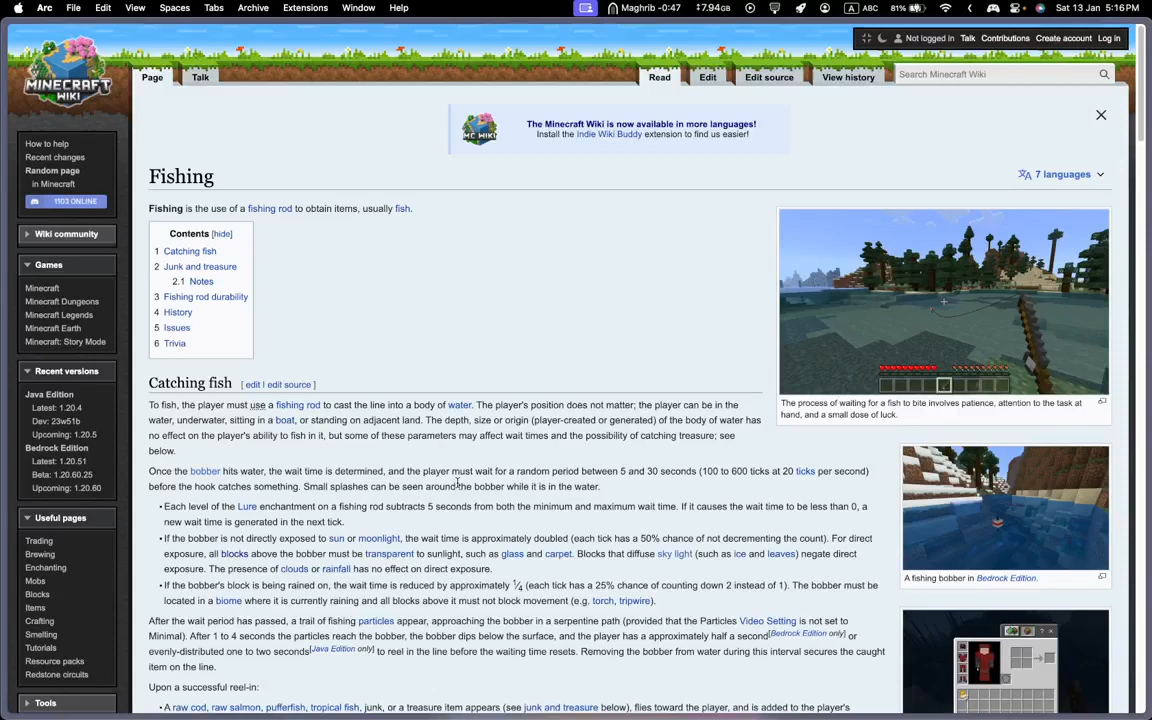 Arc File Edit View Spaces Tabs Archive Extensions Window Help Maghrib -0:47 7.94GB A ABC 81% Sat 13 Jan 5:16 PM
Not logged in Talk Contributions Create account Log in
MINECRAFT
WIKI
Page Talk Read Edit Edit source View history Search Minecraft Wiki
MC WIKI
The Minecraft Wiki is now available in more languages!
Install the Indie Wiki Buddy extension to find us easier!
How to help
Recent changes
Random page
in Minecraft
1103 ONLINE
Wiki community
Games
Minecraft
Minecraft Dungeons
Minecraft Legends
Minecraft Earth
Minecraft: Story Mode
Recent versions
Java Edition
Latest: 1.20.4
Dev: 23w51b
Upcoming: 1.20.5
Bedrock Edition
Latest: 1.20.51
Beta: 1.20.60.25
Upcoming: 1.20.60
Useful pages
Trading
Brewing
Enchanting
Mobs
Blocks
Items
Crafting
Smelting
Tutorials
Resource packs
Redstone circuits
Tools
Fishing
7 languages
Fishing is the use of a fishing rod to obtain items, usually fish.
Contents [hide]
1 Catching fish
2 Junk and treasure
2.1 Notes
3 Fishing rod durability
4 History
5 Issues
6 Trivia
The process of waiting for a fish to bite involves patience, attention to the task at
hand, and a small dose of luck.
Catching fish [ edit | edit source ]
To fish, the player must use a fishing rod to cast the line into a body of water. The player's position does not matter; the player can be in the
water, underwater, sitting in a boat, or standing on adjacent land. The depth, size or origin (player-created or generated) of the body of water has
no effect on the player's ability to fish in it, but some of these parameters may affect wait times and the possibility of catching treasure; see
below.
Once the bobber hits water, the wait time is determined, and the player must wait for a random period between 5 and 30 seconds (100 to 600 ticks at 20 ticks per second)
before the hook catches something. Small splashes can be seen around the bobber while it is in the water.
• Each level of the Lure enchantment on a fishing rod subtracts 5 seconds from both the minimum and maximum wait time. If it causes the wait time to be less than 0, a
new wait time is generated in the next tick.
• If the bobber is not directly exposed to sun or moonlight, the wait time is approximately doubled (each tick has a 50% chance of not decrementing the count). For direct
exposure, all blocks above the bobber must be transparent to sunlight, such as glass and carpet. Blocks that diffuse sky light (such as ice and leaves) negate direct
exposure. The presence of clouds or rainfall has no effect on direct exposure.
• If the bobber's block is being rained on, the wait time is reduced by approximately 1⁄4 (each tick has a 25% chance of counting down 2 instead of 1). The bobber must be
located in a biome where it is currently raining and all blocks above it must not block movement (e.g. torch, tripwire).
A fishing bobber in Bedrock Edition.
After the wait period has passed, a trail of fishing particles appear, approaching the bobber in a serpentine path (provided that the Particles Video Setting is not set to
Minimal). After 1 to 4 seconds the particles reach the bobber, the bobber dips below the surface, and the player has a approximately half a second[Bedrock Edition only] or
evenly-distributed one to two seconds[Java Edition only] to reel in the line before the waiting time resets. Removing the bobber from water during this interval secures the caught
item on the line.
Upon a successful reel-in:
• A raw cod, raw salmon, pufferfish, tropical fish, junk, or a treasure item appears (see junk and treasure below), flies toward the player, and is added to the player's